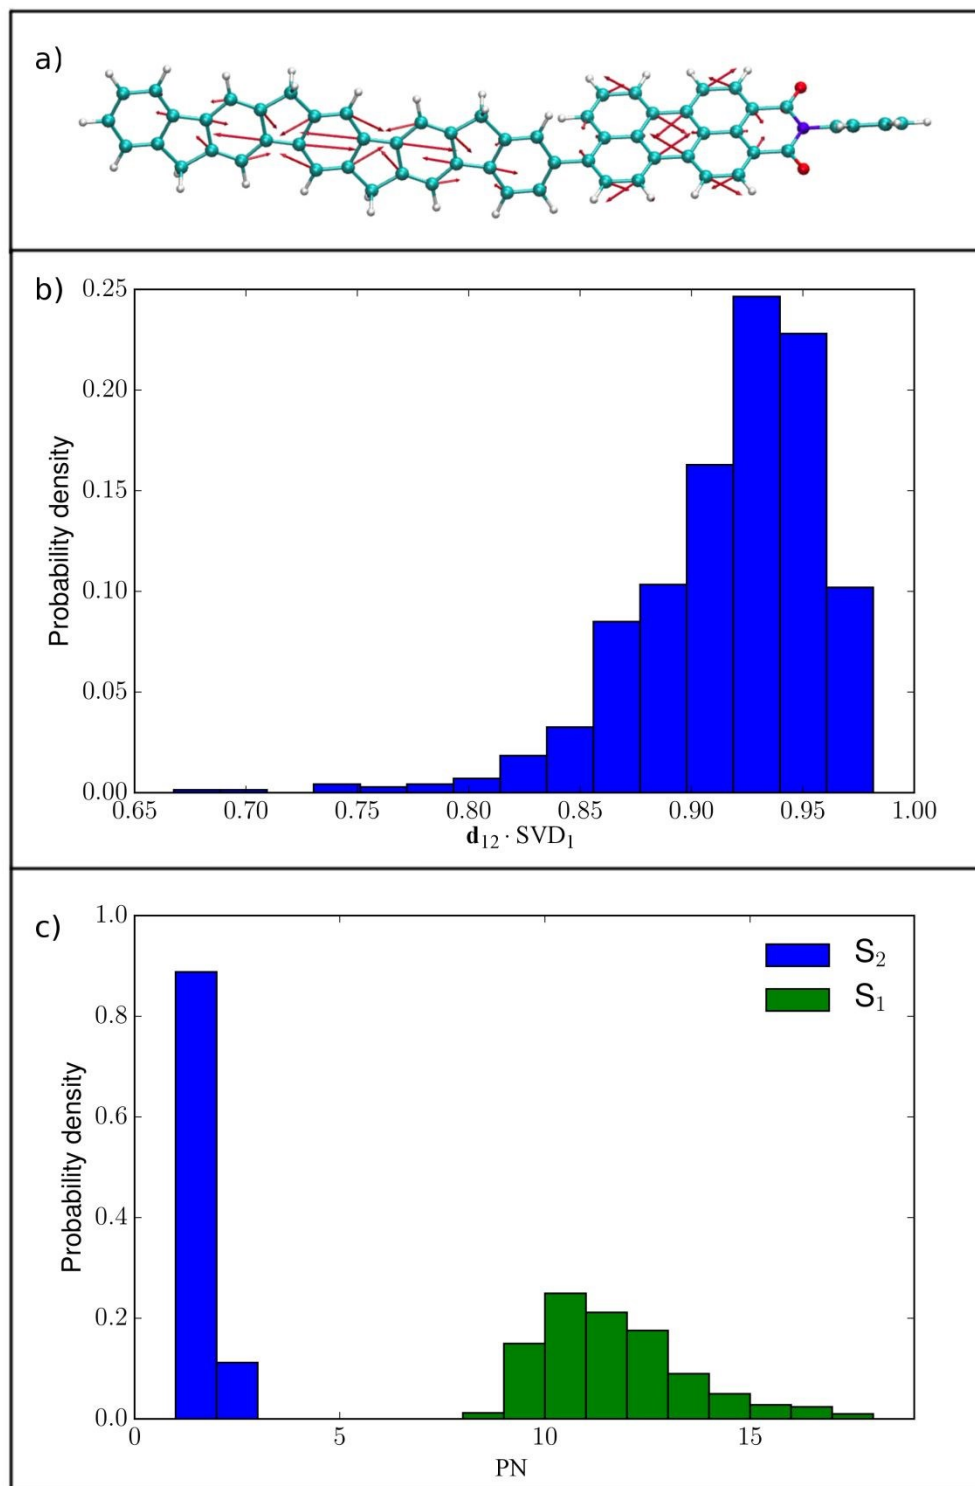 a)
b)
0.25
0.20
0.15
0.10
0.05
0.00
Probability density
0.65 0.70 0.75 0.80 0.85 0.90 0.95 1.00
d₁₂ · SVD₁
c)
1.0
0.8
0.6
0.4
0.2
0.0
Probability density
S₂
S₁
0 5 10 15
PN